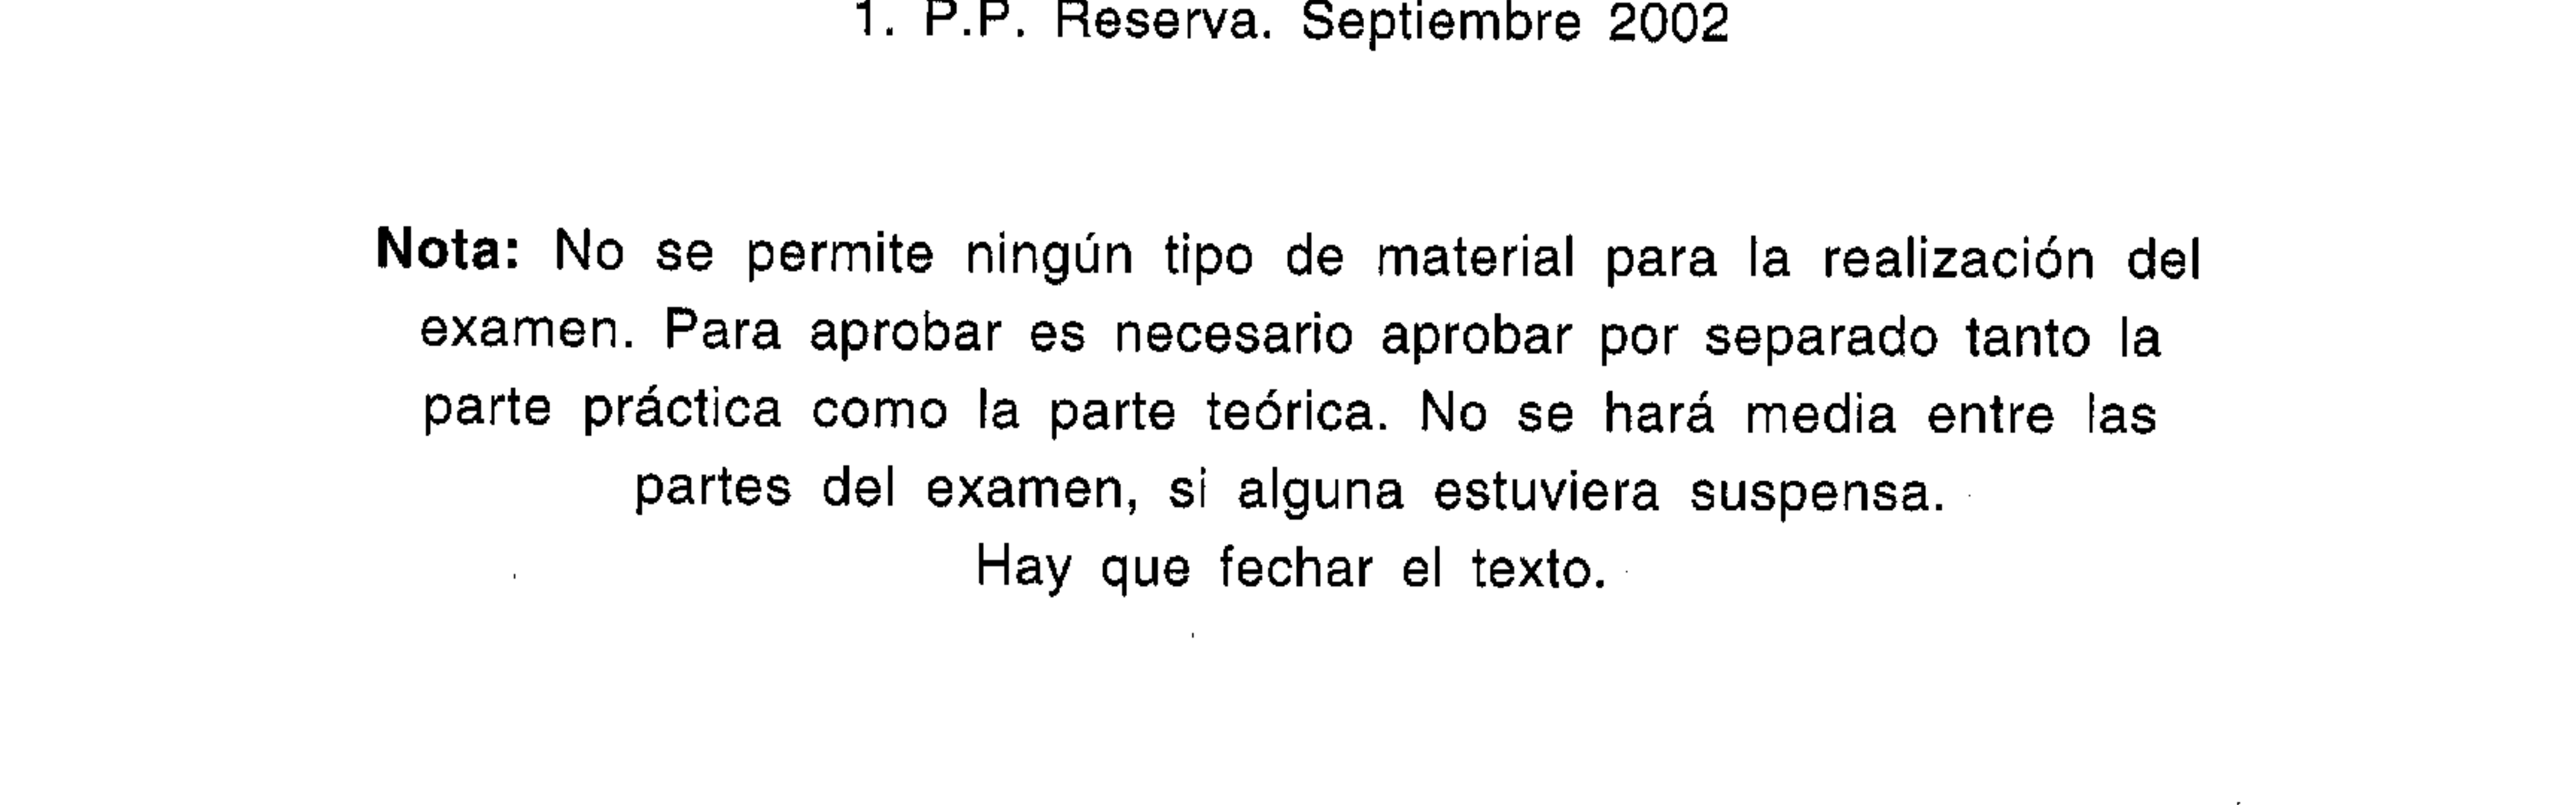 1. P.P. Reserva. Septiembre 2002
Nota: No se permite ningún tipo de material para la realización del
examen. Para aprobar es necesario aprobar por separado tanto la
parte práctica como la parte teórica. No se hará media entre las
partes del examen, si alguna estuviera suspensa.
Hay que fechar el texto.